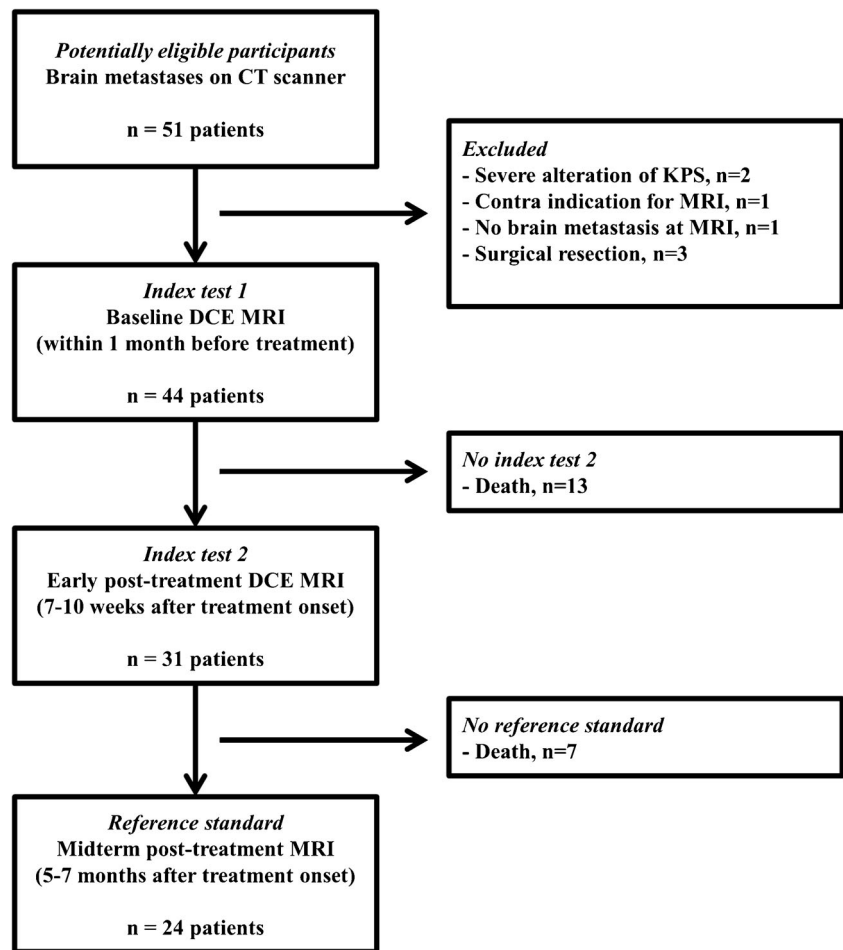 Potentially eligible participants
Brain metastases on CT scanner
n = 51 patients
Excluded
- Severe alteration of KPS, n=2
- Contra indication for MRI, n=1
- No brain metastasis at MRI, n=1
- Surgical resection, n=3
Index test 1
Baseline DCE MRI
(within 1 month before treatment)
n = 44 patients
No index test 2
- Death, n=13
Index test 2
Early post-treatment DCE MRI
(7-10 weeks after treatment onset)
n = 31 patients
No reference standard
- Death, n=7
Reference standard
Midterm post-treatment MRI
(5-7 months after treatment onset)
n = 24 patients